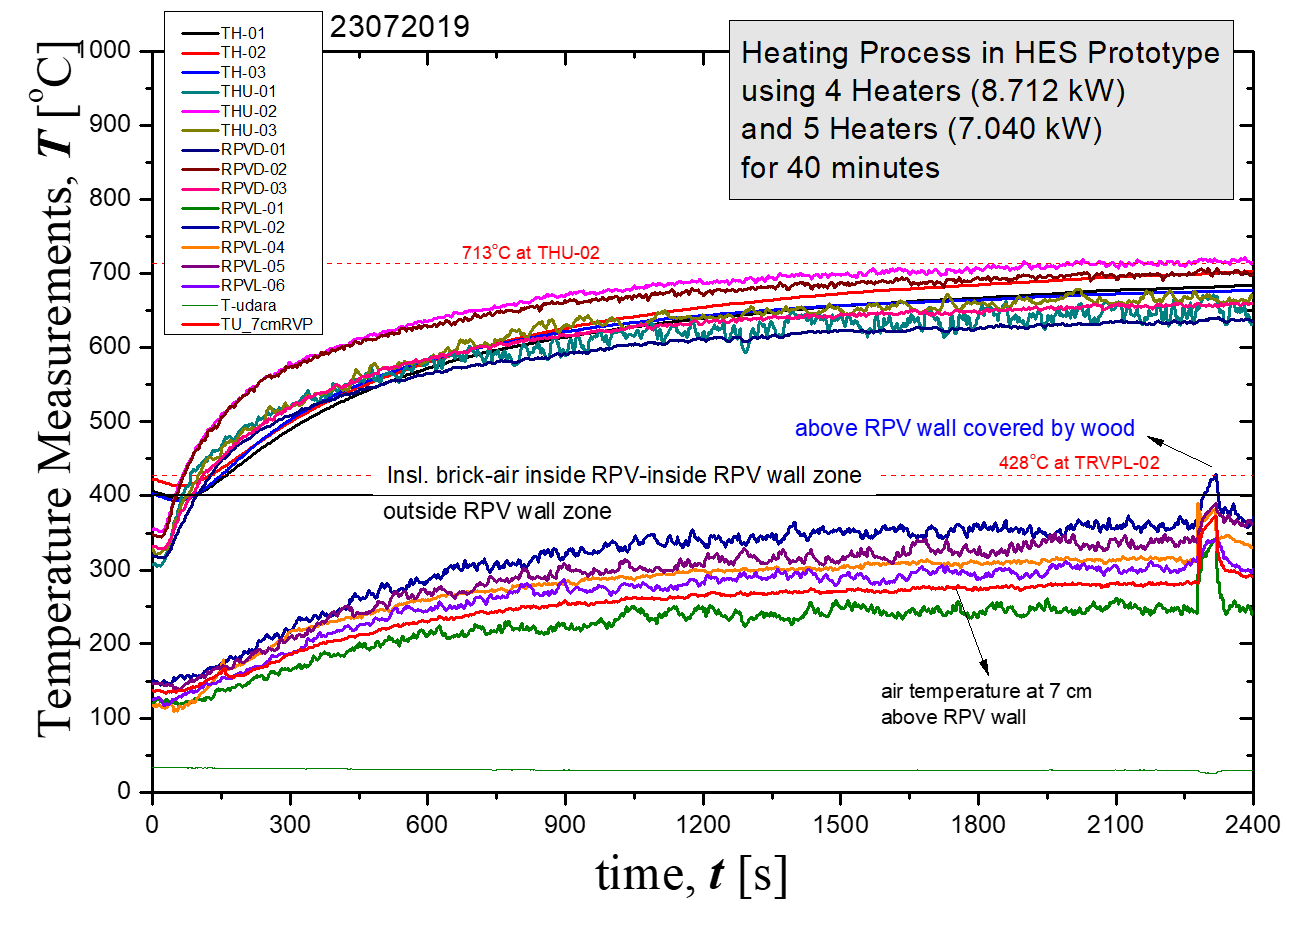 23072019
TH-01
TH-02
TH-03
THU-01
THU-02
THU-03
RPVD-01
RPVD-02
RPVD-03
RPVL-01
RPVL-02
RPVL-04
RPVL-05
RPVL-06
T-udara
TU_7cmRVP
Heating Process in HES Prototype
using 4 Heaters (8.712 kW)
and 5 Heaters (7.040 kW)
for 40 minutes
Temperature Measurements, T [°C]
1000
900
800
700
600
500
400
300
200
100
0
713°C at THU-02
above RPV wall covered by wood
428°C at TRVPL-02
Insl. brick-air inside RPV-inside RPV wall zone
outside RPV wall zone
air temperature at 7 cm
above RPV wall
0 300 600 900 1200 1500 1800 2100 2400
time, t [s]